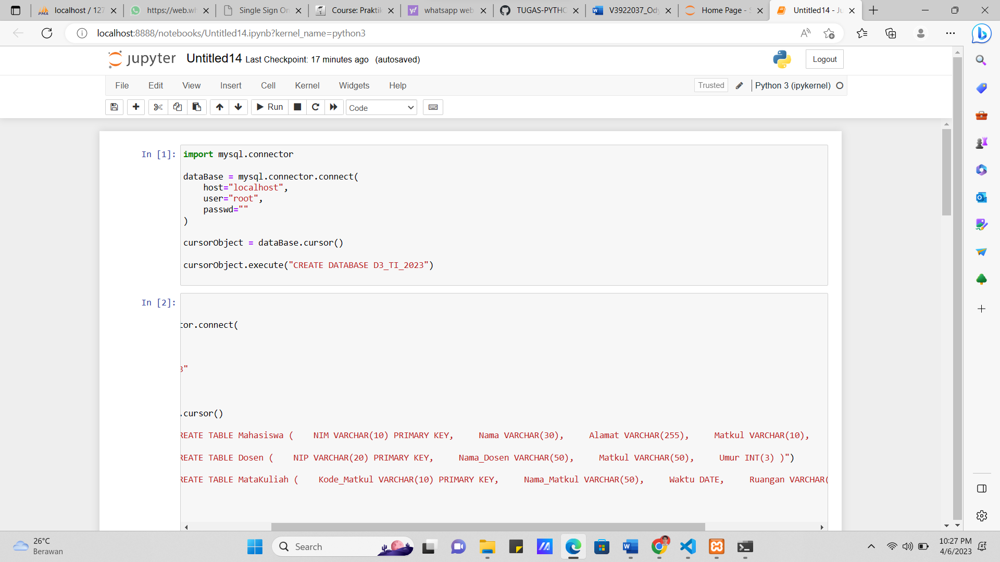 localhost / 127
https://web.wh
Single Sign On
Course: Praktik
whatsapp web
TUGAS-PYTHO
V3922037_Ody
Home Page - S
Untitled14 - Ju
localhost:8888/notebooks/Untitled14.ipynb?kernel_name=python3
jupyter Untitled14 Last Checkpoint: 17 minutes ago (autosaved)
Logout
File Edit View Insert Cell Kernel Widgets Help
Trusted Python 3 (ipykernel)
Run Code
In [1]: import mysql.connector
dataBase = mysql.connector.connect(
host="localhost",
user="root",
passwd=""
)
cursorObject = dataBase.cursor()
cursorObject.execute("CREATE DATABASE D3_TI_2023")
In [2]:
tor.connect(
3"
.cursor()
REATE TABLE Mahasiswa ( NIM VARCHAR(10) PRIMARY KEY, Nama VARCHAR(30), Alamat VARCHAR(255), Matkul VARCHAR(10),
REATE TABLE Dosen ( NIP VARCHAR(20) PRIMARY KEY, Nama_Dosen VARCHAR(50), Matkul VARCHAR(50), Umur INT(3) )")
REATE TABLE MataKuliah ( Kode_Matkul VARCHAR(10) PRIMARY KEY, Nama_Matkul VARCHAR(50), Waktu DATE, Ruangan VARCHAR(
26°C
Berawan
Search
10:27 PM
4/6/2023